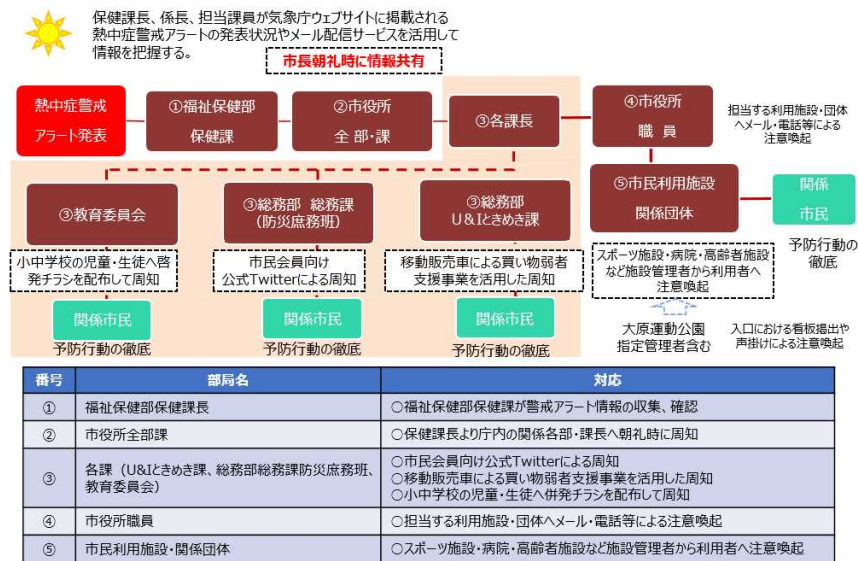 保健課長、係長、担当課員が気象庁ウェブサイトに掲載される
熱中症警戒アラートの発表状況やメール配信サービスを活用して
情報を把握する。
市長朝礼時に情報共有
熱中症警戒
アラート発表
①福祉保健部
保健課
②市役所
全 部・課
③各課長
④市役所
職 員
担当する利用施設・団体
へメール・電話等による
注意喚起
⑤市民利用施設
関係団体
関係
市民
予防行動の
徹底
③教育委員会
③総務部 総務課
(防災庶務班)
③総務部
U&Iときめき課
小中学校の児童・生徒へ啓
発チラシを配布して周知
市民会員向け
公式Twitterによる周知
移動販売車による買い物弱者
支援事業を活用した周知
スポーツ施設・病院・高齢者施設
など施設管理者から利用者へ
注意喚起
関係市民
関係市民
関係市民
予防行動の徹底
予防行動の徹底
予防行動の徹底
大原運動公園
指定管理者含む
入口における看板掲出や
声掛けによる注意喚起
番号 部局名 対応
① 福祉保健部保健課長 ○福祉保健部保健課が警戒アラート情報の収集、確認
② 市役所全部課 ○保健課長より庁内の関係各部・課長へ朝礼時に周知
③ 各課（U&Iときめき課、総務部総務課防災庶務班、
教育委員会）
○市民会員向け公式Twitterによる周知
○移動販売車による買い物弱者支援事業を活用した周知
○小中学校の児童・生徒へ併発チラシを配布して周知
④ 市役所職員 ○担当する利用施設・団体へメール・電話等による注意喚起
⑤ 市民利用施設・関係団体 ○スポーツ施設・病院・高齢者施設など施設管理者から利用者へ注意喚起